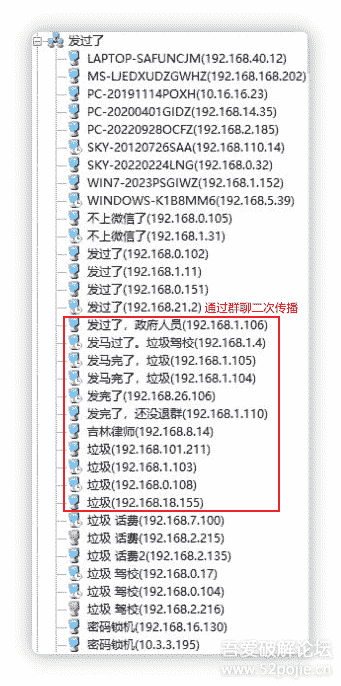 发过了
LAPTOP-SAFUNCJM(192.168.40.12)
MS-LJEDXUDZGWHZ(192.168.168.202)
PC-20191114POXH(10.16.16.23)
PC-20200401GIDZ(192.168.14.35)
PC-20220928OCFZ(192.168.2.185)
SKY-20120726SAA(192.168.110.14)
SKY-20220224LNG(192.168.0.32)
WIN7-2023PSGIWZ(192.168.1.152)
WINDOWS-K1B8MM6(192.168.5.39)
不上微信了(192.168.0.105)
不上微信了(192.168.1.31)
发过了(192.168.0.102)
发过了(192.168.1.11)
发过了(192.168.0.151)
发过了(192.168.21.2) 通过群聊二次传播
发过了，政府人员(192.168.1.106)
发马过了。垃圾驾校(192.168.1.4)
发马完了，垃圾(192.168.1.105)
发马完了，垃圾(192.168.1.104)
发完了(192.168.26.106)
发完了，还没退群(192.168.1.110)
吉林律师(192.168.8.14)
垃圾(192.168.101.211)
垃圾(192.168.1.103)
垃圾(192.168.0.108)
垃圾(192.168.18.155)
垃圾 话费(192.168.7.100)
垃圾 话费(192.168.2.215)
垃圾 话费2(192.168.2.135)
垃圾 驾校(192.168.0.17)
垃圾 驾校(192.168.0.104)
垃圾 驾校(192.168.2.216)
密码锁机(192.168.16.130)
密码锁机(10.3.3.195)
吾爱破解论坛
www.52pojie.cn